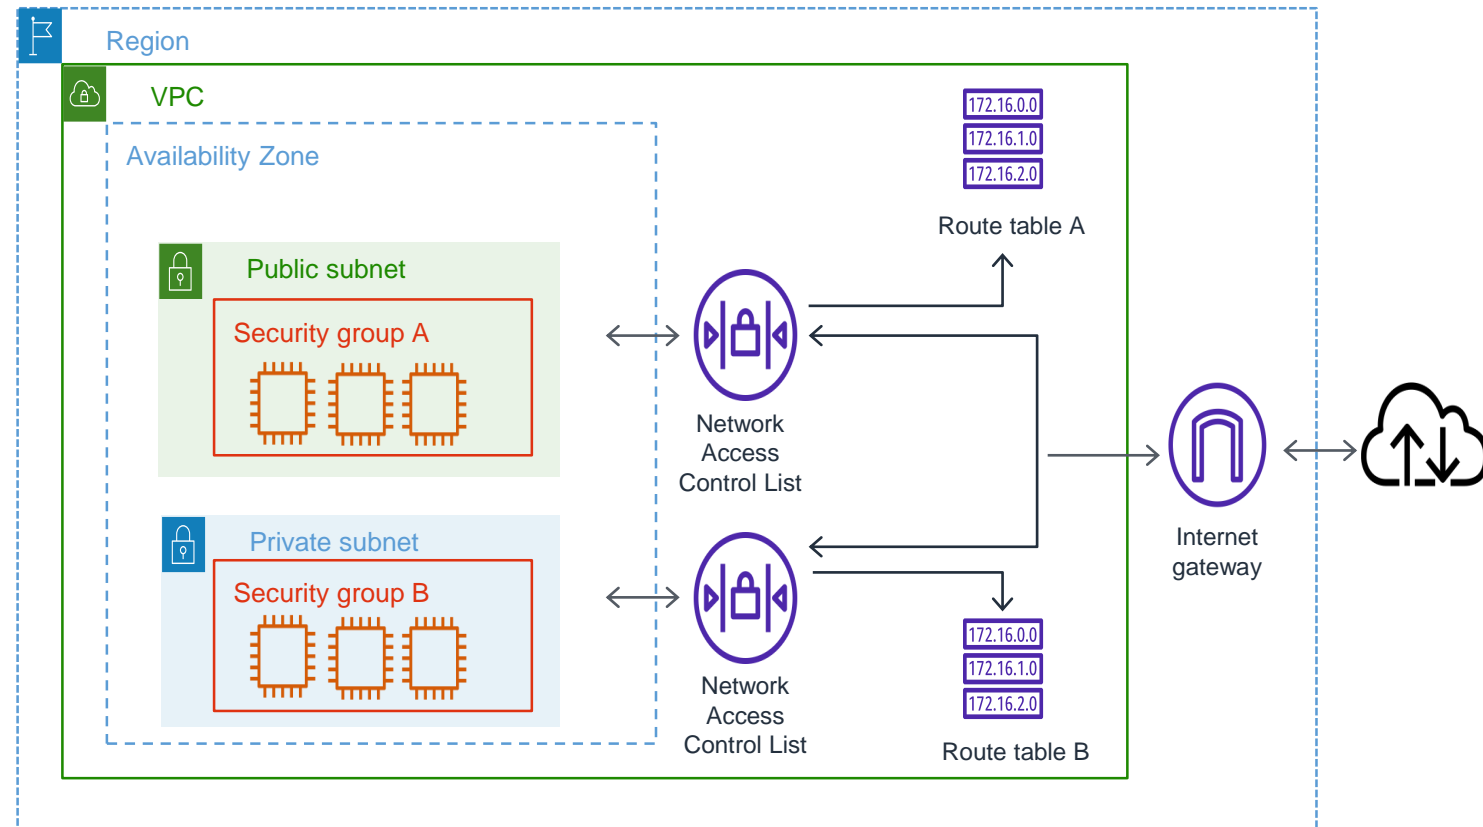 Region
VPC
Availability Zone
172.16.0.0
172.16.1.0
172.16.2.0
Route table A
Public subnet
Security group A
Network
Access
Control List
Internet
gateway
Private subnet
Security group B
Network
Access
Control List
172.16.0.0
172.16.1.0
172.16.2.0
Route table B